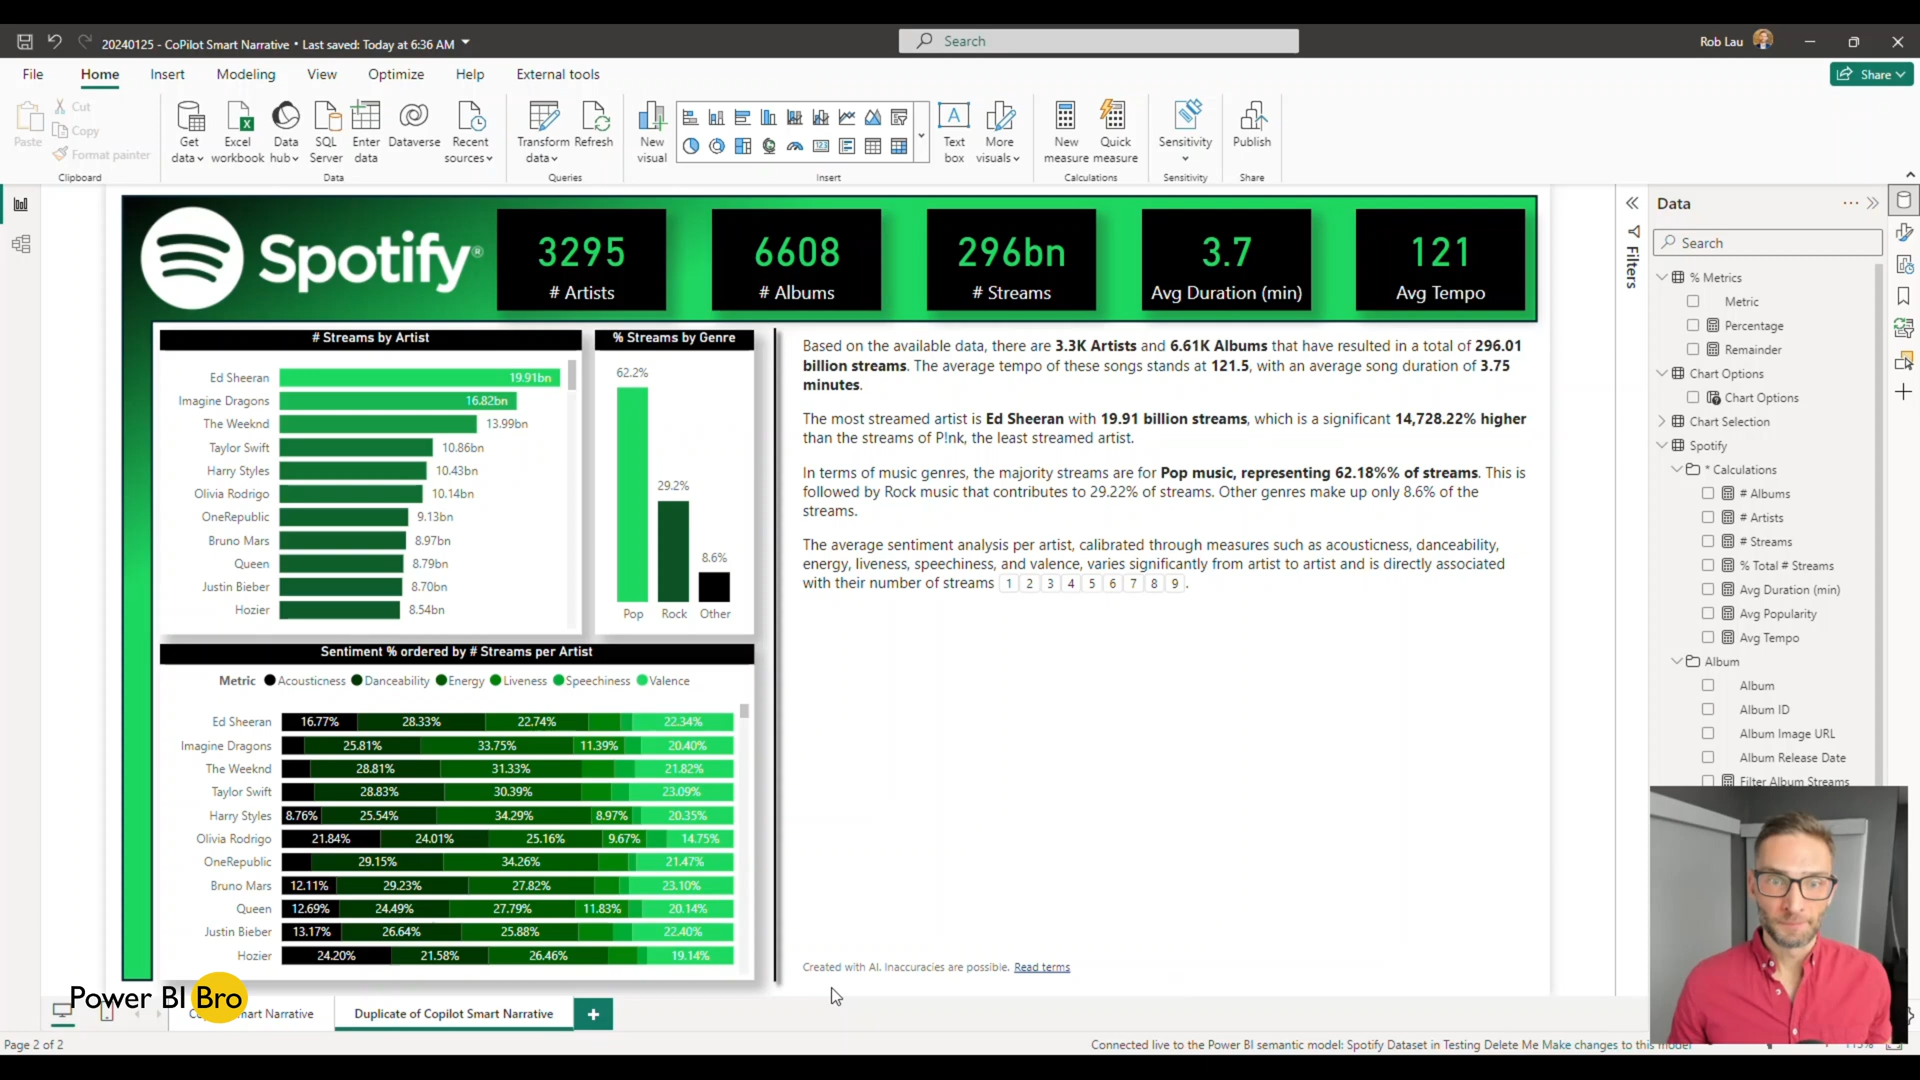 20240125 - CoPilot Smart Narrative • Last saved: Today at 6:36 AM
Search
Rob Lau
File Home Insert Modeling View Optimize Help External tools
Share
Paste
Cut
Copy
Format painter
Clipboard
Get data
Excel workbook
Data hub
SQL Server
Enter data
Dataverse
Recent sources
Data
Transform data
Refresh
Queries
New visual
Text box
More visuals
Insert
New measure
Quick measure
Calculations
Sensitivity
Sensitivity
Publish
Share
Spotify®
3295
# Artists
6608
# Albums
296bn
# Streams
3.7
Avg Duration (min)
121
Avg Tempo
# Streams by Artist
Ed Sheeran 19.91bn
Imagine Dragons 16.82bn
The Weeknd 13.99bn
Taylor Swift 10.86bn
Harry Styles 10.43bn
Olivia Rodrigo 10.14bn
OneRepublic 9.13bn
Bruno Mars 8.97bn
Queen 8.79bn
Justin Bieber 8.70bn
Hozier 8.54bn
% Streams by Genre
62.2%
29.2%
8.6%
Pop Rock Other
Sentiment % ordered by # Streams per Artist
Metric Acousticness Danceability Energy Liveness Speechiness Valence
Ed Sheeran 16.77% 28.33% 22.74% 22.34%
Imagine Dragons 25.81% 33.75% 11.39% 20.40%
The Weeknd 28.81% 31.33% 21.82%
Taylor Swift 28.83% 30.39% 23.09%
Harry Styles 8.76% 25.54% 34.29% 8.97% 20.35%
Olivia Rodrigo 21.84% 24.01% 25.16% 9.67% 14.75%
OneRepublic 29.15% 34.26% 21.47%
Bruno Mars 12.11% 29.23% 27.82% 23.10%
Queen 12.69% 24.49% 27.79% 11.83% 20.14%
Justin Bieber 13.17% 26.64% 25.88% 22.40%
Hozier 24.20% 21.58% 26.46% 19.14%
Based on the available data, there are 3.3K Artists and 6.61K Albums that have resulted in a total of 296.01
billion streams. The average tempo of these songs stands at 121.5, with an average song duration of 3.75
minutes.
The most streamed artist is Ed Sheeran with 19.91 billion streams, which is a significant 14,728.22% higher
than the streams of P!nk, the least streamed artist.
In terms of music genres, the majority streams are for Pop music, representing 62.18%% of streams. This is
followed by Rock music that contributes to 29.22% of streams. Other genres make up only 8.6% of the
streams.
The average sentiment analysis per artist, calibrated through measures such as acousticness, danceability,
energy, liveness, speechiness, and valence, varies significantly from artist to artist and is directly associated
with their number of streams 1 2 3 4 5 6 7 8 9 .
Created with AI. Inaccuracies are possible. Read terms
Filters
Data
Search
% Metrics
Metric
Percentage
Remainder
Chart Options
Chart Options
Chart Selection
Spotify
* Calculations
# Albums
# Artists
# Streams
% Total # Streams
Avg Duration (min)
Avg Popularity
Avg Tempo
Album
Album
Album ID
Album Image URL
Album Release Date
Filter Album Streams
Power BI Bro
Smart Narrative
Duplicate of Copilot Smart Narrative
+
Page 2 of 2
Connected live to the Power BI semantic model: Spotify Dataset in Testing Delete Me Make changes to this model